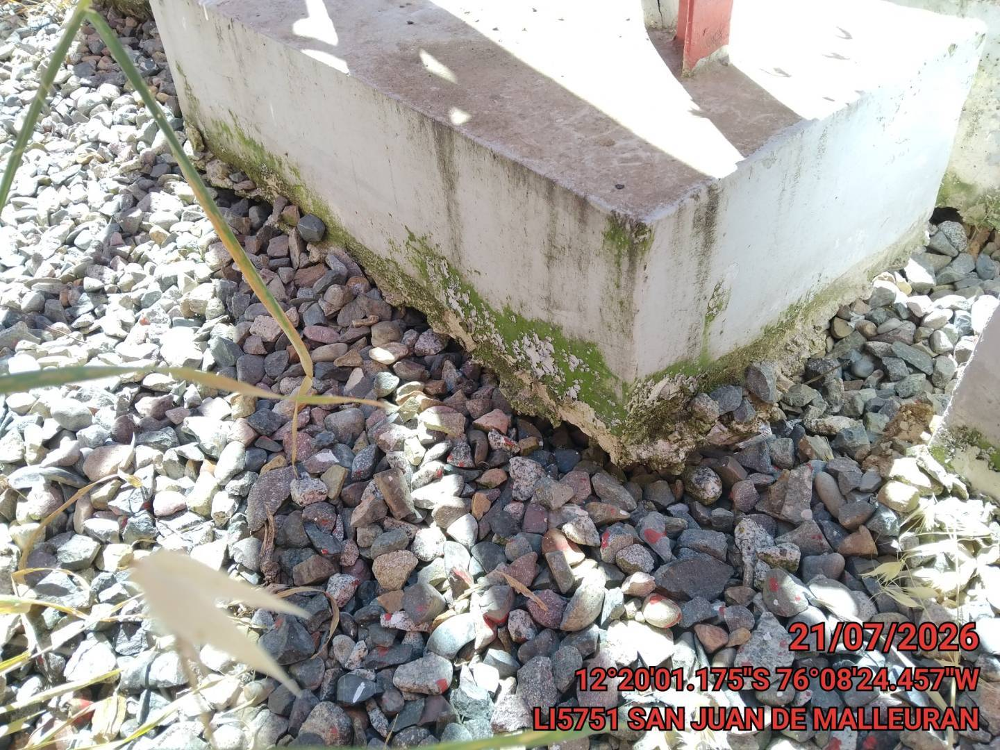 21/07/2026
12°20'01.175"S 76°08'24.457"W
LI5751 SAN JUAN DE MALLEURAN